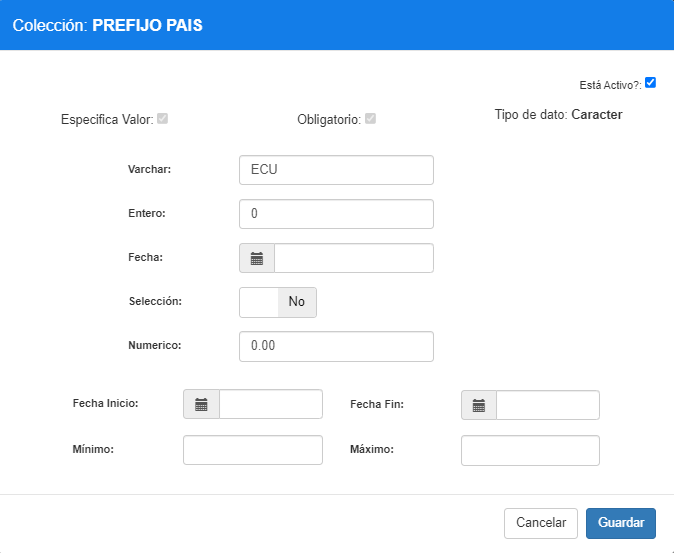 Colección: PREFIJO PAIS
Está Activo?:
Especifica Valor:
Obligatorio:
Tipo de dato: Caracter
Varchar: ECU
Entero: 0
Fecha:
Selección: No
Numerico: 0.00
Fecha Inicio:
Fecha Fin:
Mínimo:
Máximo:
Cancelar
Guardar